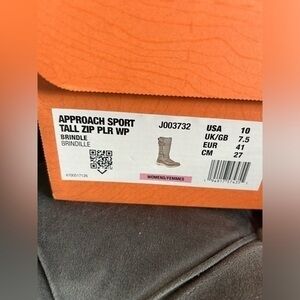 APPROACH SPORT
TALL ZIP PLR WP
BRINDLE
BRINDILLE
J003732
WOMENS/FEMMES
USA 10
UK/GB 7.5
EUR 41
CM 27